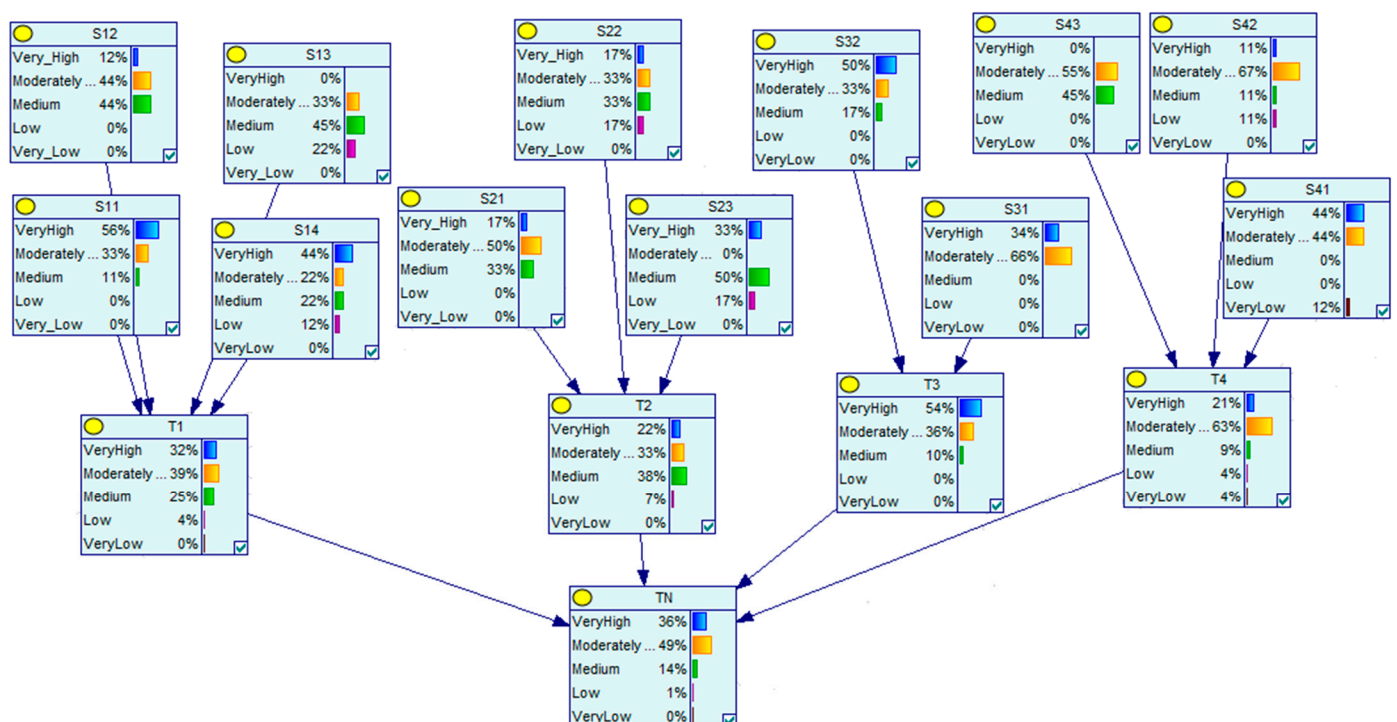 S12
Very_High 12%
Moderately ... 44%
Medium 44%
Low 0%
Very_Low 0%
S13
VeryHigh 0%
Moderately ... 33%
Medium 45%
Low 22%
Very_Low 0%
S22
Very_High 17%
Moderately ... 33%
Medium 33%
Low 17%
Very_Low 0%
S32
VeryHigh 50%
Moderately ... 33%
Medium 17%
Low 0%
VeryLow 0%
S43
VeryHigh 0%
Moderately ... 55%
Medium 45%
Low 0%
VeryLow 0%
S42
VeryHigh 11%
Moderately ... 67%
Medium 11%
Low 11%
VeryLow 0%
S11
VeryHigh 56%
Moderately ... 33%
Medium 11%
Low 0%
Very_Low 0%
S14
VeryHigh 44%
Moderately ... 22%
Medium 22%
Low 12%
VeryLow 0%
S21
Very_High 17%
Moderately ... 50%
Medium 33%
Low 0%
Very_Low 0%
S23
Very_High 33%
Moderately ... 0%
Medium 50%
Low 17%
Very_Low 0%
S31
VeryHigh 34%
Moderately ... 66%
Medium 0%
Low 0%
VeryLow 0%
S41
VeryHigh 44%
Moderately ... 44%
Medium 0%
Low 0%
VeryLow 12%
T1
VeryHigh 32%
Moderately ... 39%
Medium 25%
Low 4%
VeryLow 0%
T2
VeryHigh 22%
Moderately ... 33%
Medium 38%
Low 7%
VeryLow 0%
T3
VeryHigh 54%
Moderately ... 36%
Medium 10%
Low 0%
VeryLow 0%
T4
VeryHigh 21%
Moderately ... 63%
Medium 9%
Low 4%
VeryLow 4%
TN
VeryHigh 36%
Moderately ... 49%
Medium 14%
Low 1%
VeryLow 0%